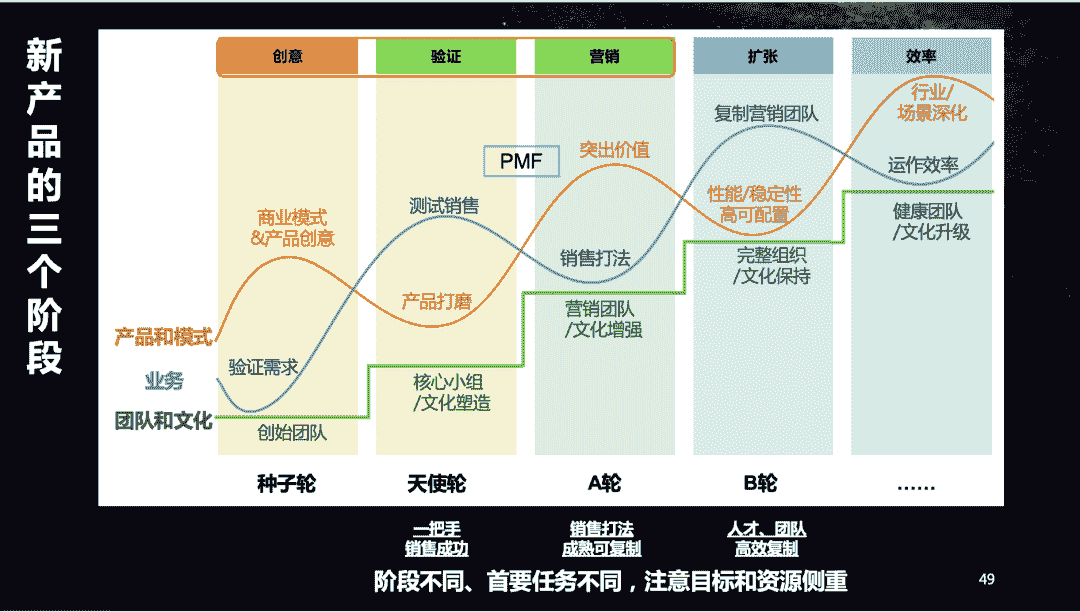 新产品的三个阶段
创意
验证
营销
扩张
效率
行业/
场景深化
复制营销团队
突出价值
PMF
运作效率
测试销售
性能/稳定性
高可配置
商业模式
&产品创意
健康团队
/文化升级
销售打法
完整组织
/文化保持
产品打磨
营销团队
/文化增强
产品和模式
验证需求
业务
核心小组
/文化塑造
团队和文化
创始团队
种子轮
天使轮
A轮
B轮
……
一把手
销售成功
销售打法
成熟可复制
人才、团队
高效复制
阶段不同、首要任务不同，注意目标和资源侧重
49